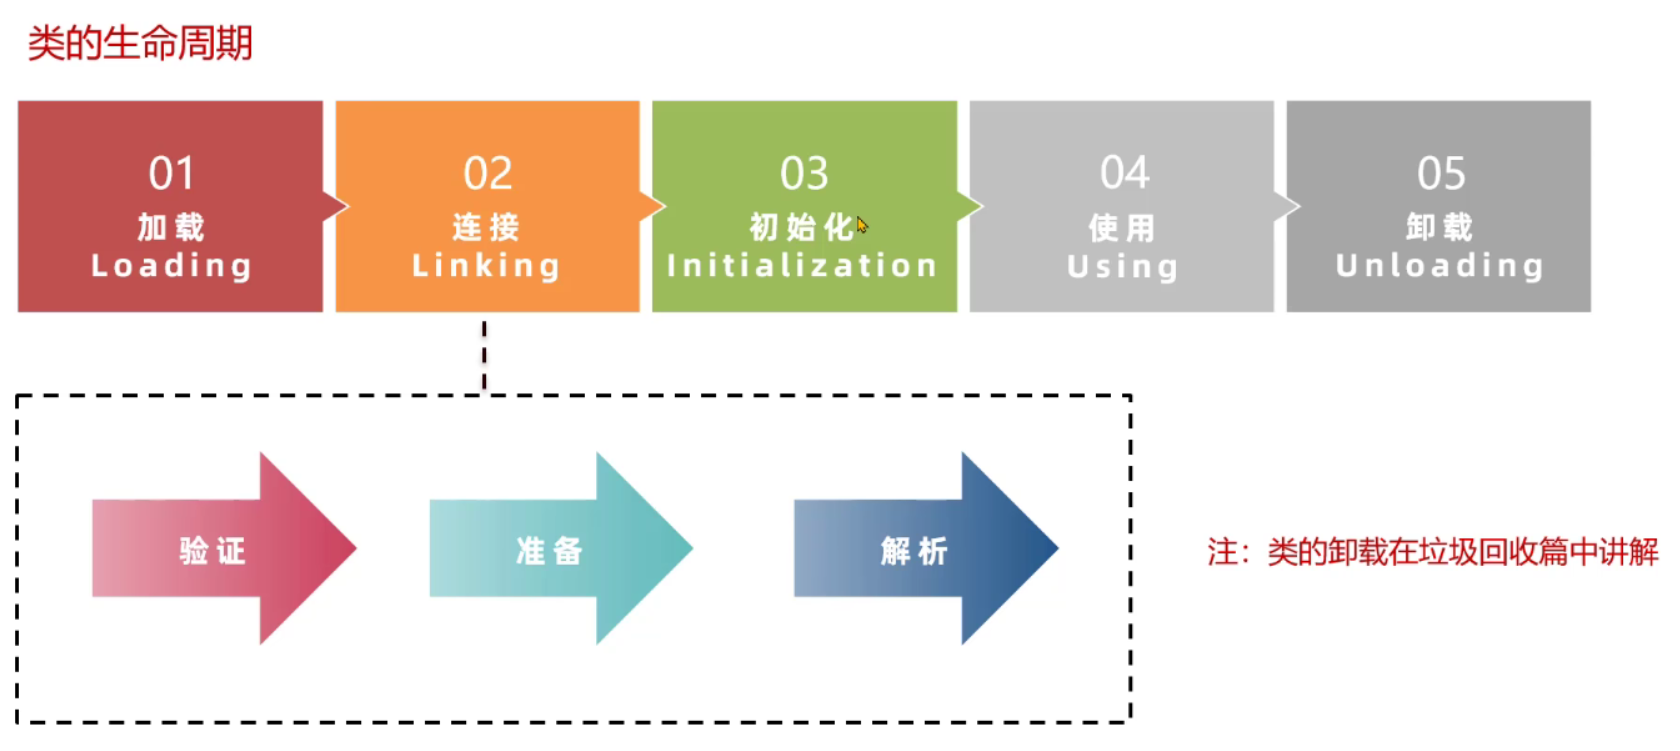 类的生命周期
01
加载
Loading
02
连接
Linking
03
初始化
Initialization
04
使用
Using
05
卸载
Unloading
验证
准备
解析
注：类的卸载在垃圾回收篇中讲解